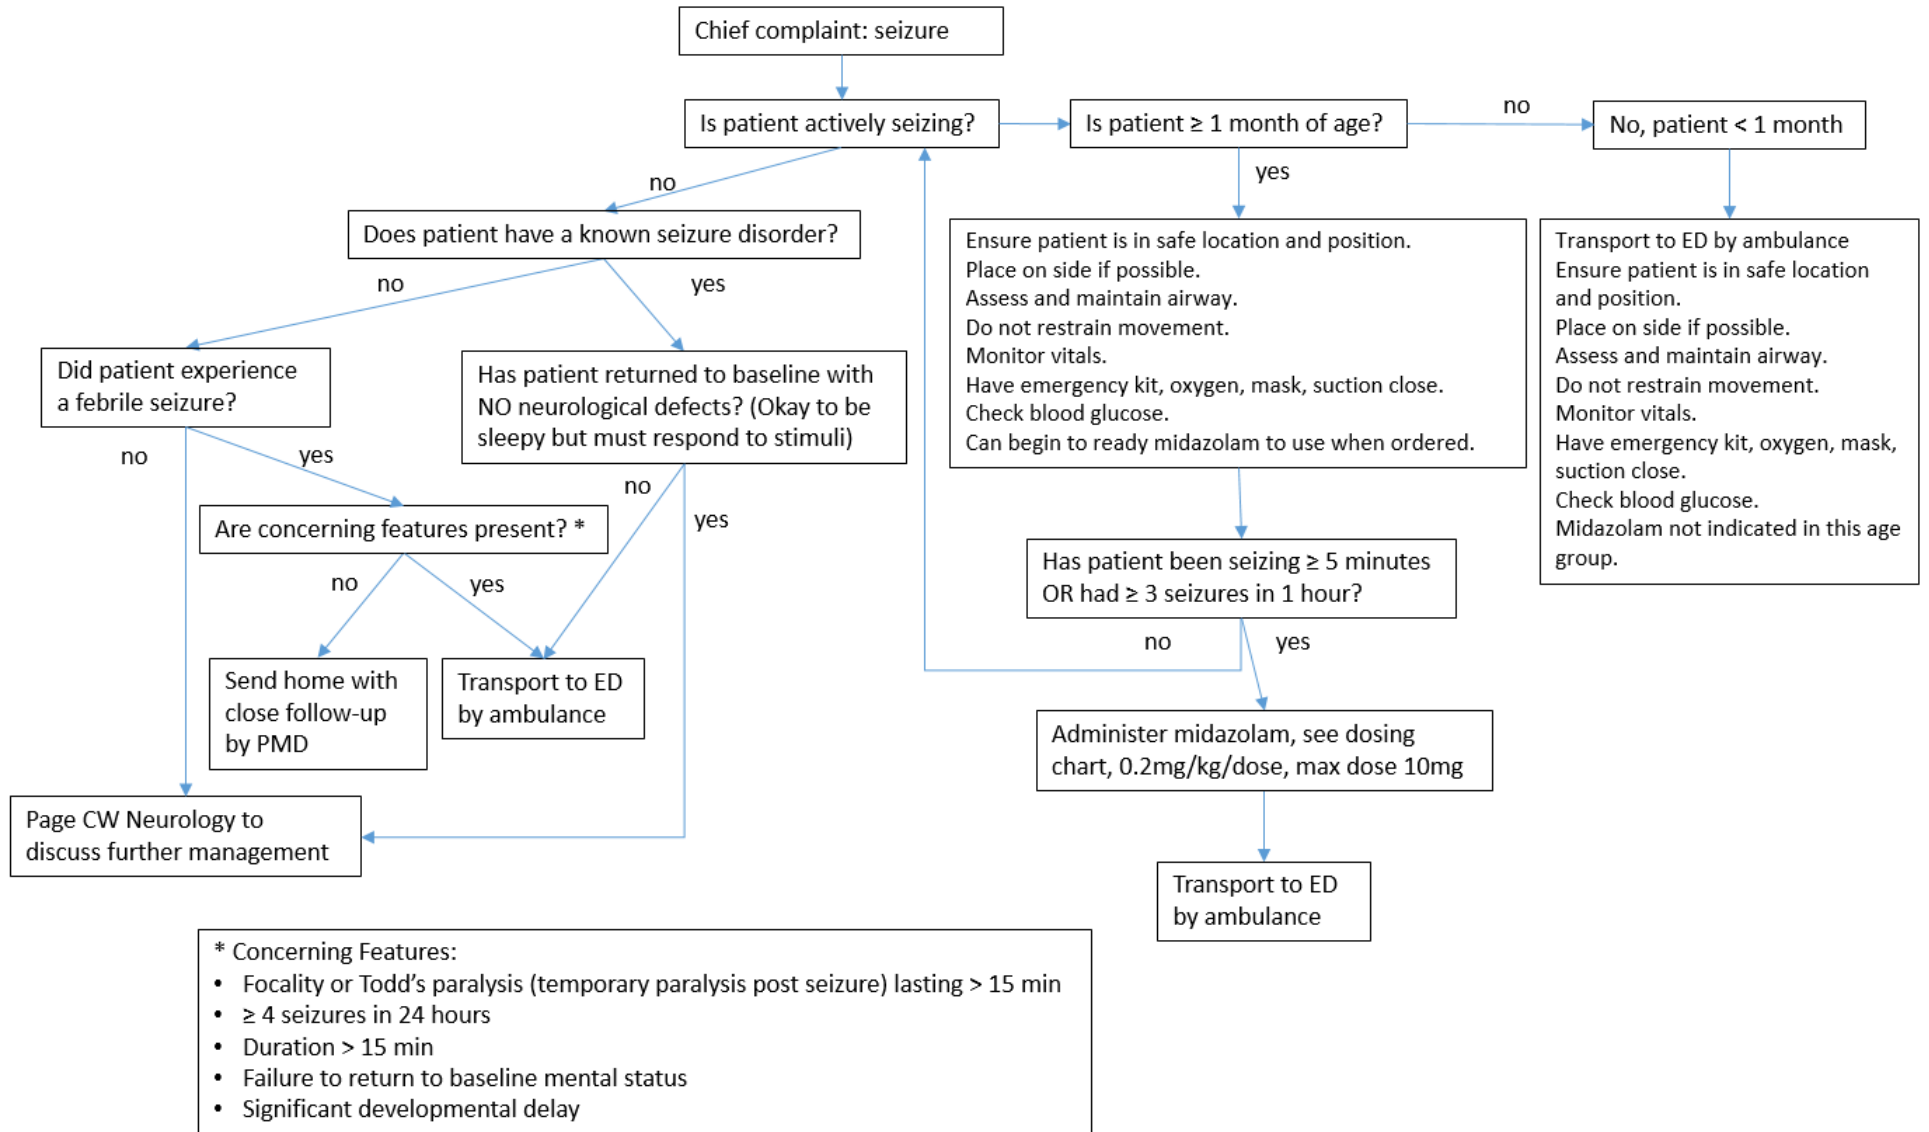 Chief complaint: seizure
Is patient actively seizing?
Is patient ≥ 1 month of age?
no
No, patient < 1 month
no
yes
Does patient have a known seizure disorder?
no
yes
Ensure patient is in safe location and position.
Place on side if possible.
Assess and maintain airway.
Do not restrain movement.
Monitor vitals.
Have emergency kit, oxygen, mask, suction close.
Check blood glucose.
Can begin to ready midazolam to use when ordered.
Transport to ED by ambulance
Ensure patient is in safe location
and position.
Place on side if possible.
Assess and maintain airway.
Do not restrain movement.
Monitor vitals.
Have emergency kit, oxygen, mask,
suction close.
Check blood glucose.
Midazolam not indicated in this age
group.
Did patient experience
a febrile seizure?
Has patient returned to baseline with
NO neurological defects? (Okay to be
sleepy but must respond to stimuli)
no
yes
no
yes
Are concerning features present? *
no
yes
Has patient been seizing ≥ 5 minutes
OR had ≥ 3 seizures in 1 hour?
no
yes
Send home with
close follow-up
by PMD
Transport to ED
by ambulance
Administer midazolam, see dosing
chart, 0.2mg/kg/dose, max dose 10mg
Page CW Neurology to
discuss further management
Transport to ED
by ambulance
* Concerning Features:
• Focality or Todd's paralysis (temporary paralysis post seizure) lasting > 15 min
• ≥ 4 seizures in 24 hours
• Duration > 15 min
• Failure to return to baseline mental status
• Significant developmental delay